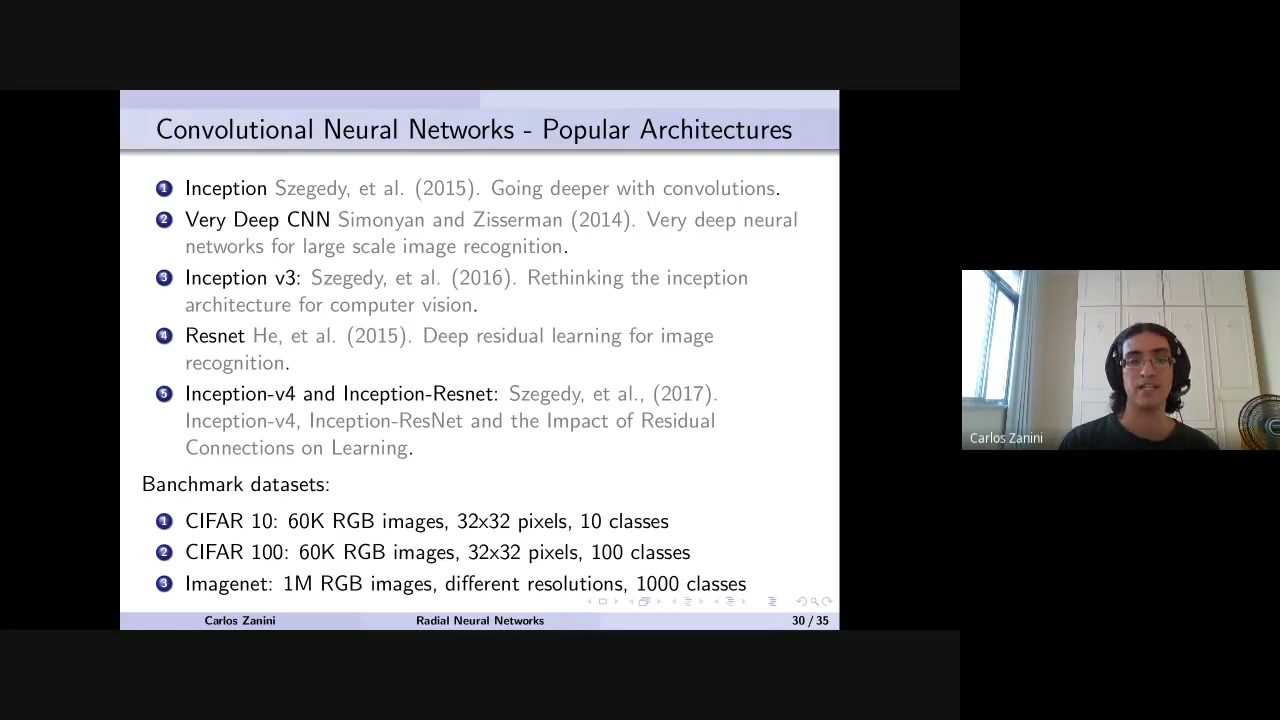 Convolutional Neural Networks - Popular Architectures
1 Inception Szegedy, et al. (2015). Going deeper with convolutions.
2 Very Deep CNN Simonyan and Zisserman (2014). Very deep neural
networks for large scale image recognition.
3 Inception v3: Szegedy, et al. (2016). Rethinking the inception
architecture for computer vision.
4 Resnet He, et al. (2015). Deep residual learning for image
recognition.
5 Inception-v4 and Inception-Resnet: Szegedy, et al., (2017).
Inception-v4, Inception-ResNet and the Impact of Residual
Connections on Learning.
Banchmark datasets:
1 CIFAR 10: 60K RGB images, 32x32 pixels, 10 classes
2 CIFAR 100: 60K RGB images, 32x32 pixels, 100 classes
3 Imagenet: 1M RGB images, different resolutions, 1000 classes
Carlos Zanini Radial Neural Networks 30 / 35
Carlos Zanini